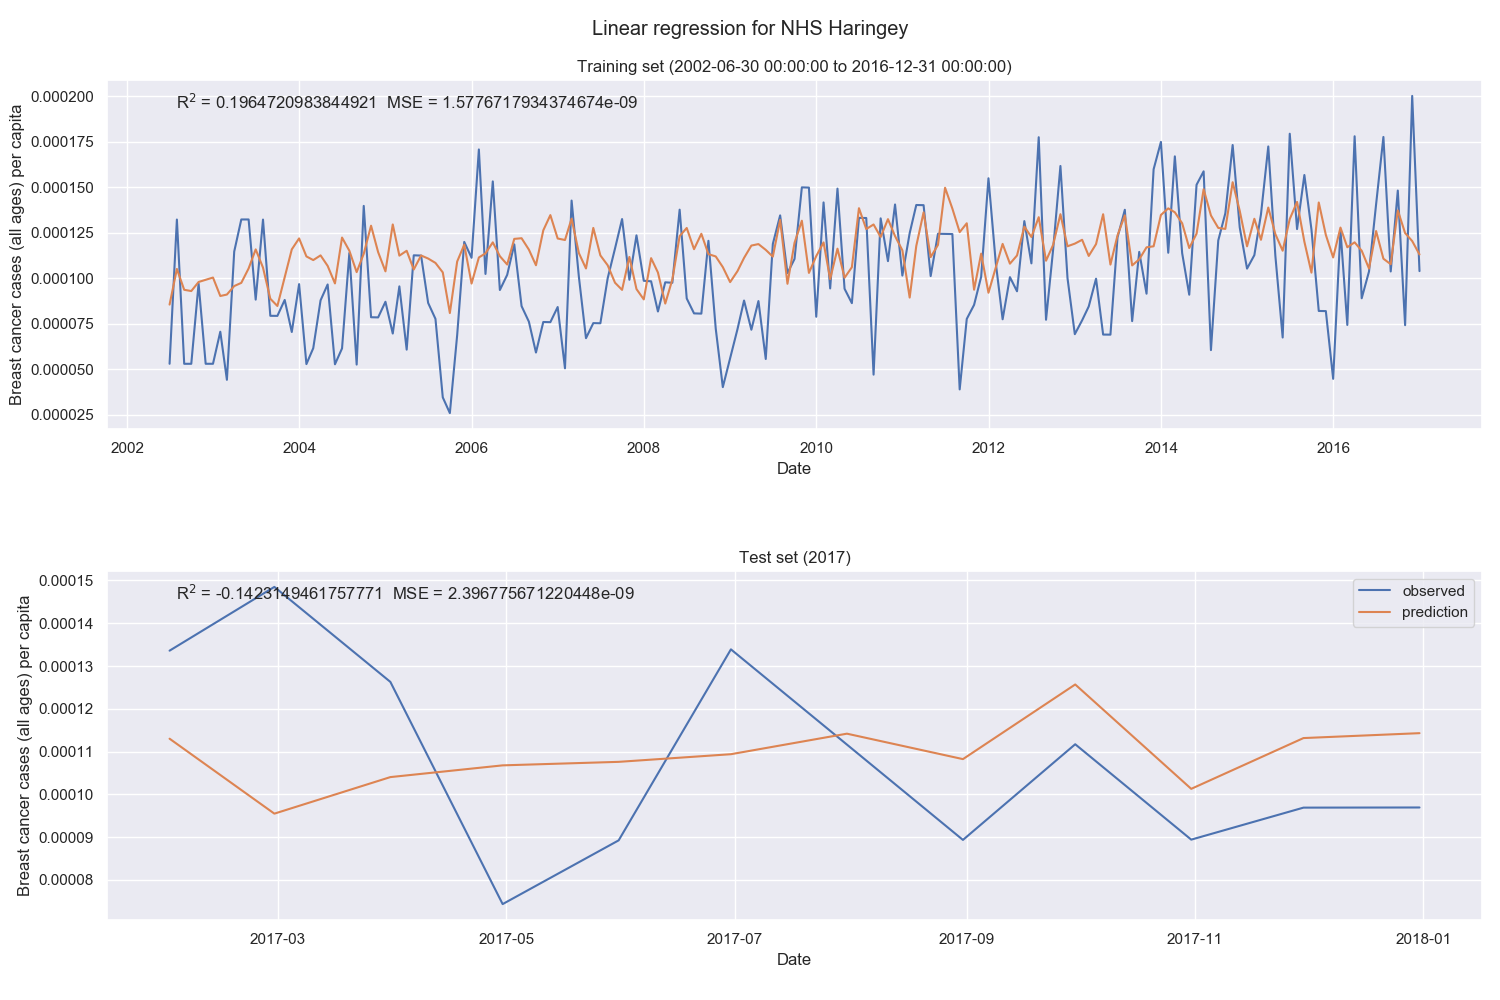 Linear regression for NHS Haringey
Training set (2002-06-30 00:00:00 to 2016-12-31 00:00:00)
R² = 0.1964720983844921 MSE = 1.5776717934374674e-09
Breast cancer cases (all ages) per capita
0.000200
0.000175
0.000150
0.000125
0.000100
0.000075
0.000050
0.000025
2002 2004 2006 2008 2010 2012 2014 2016
Date
Test set (2017)
R² = -0.1423149461757771 MSE = 2.396775671220448e-09
observed
prediction
Breast cancer cases (all ages) per capita
0.00015
0.00014
0.00013
0.00012
0.00011
0.00010
0.00009
0.00008
2017-03 2017-05 2017-07 2017-09 2017-11 2018-01
Date